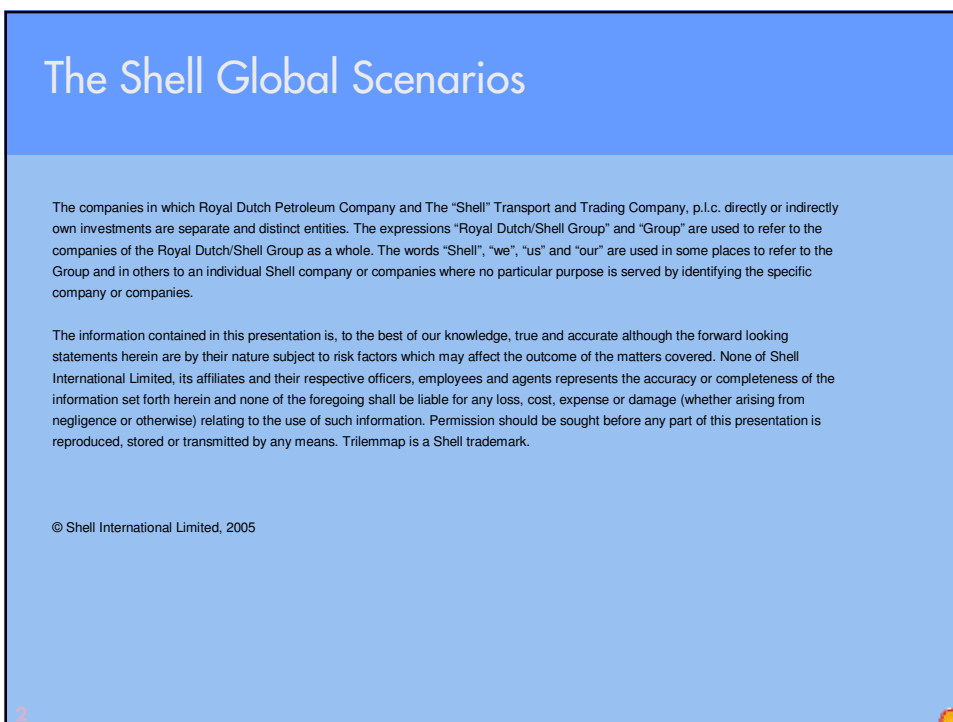 The Shell Global Scenarios
The companies in which Royal Dutch Petroleum Company and The “Shell” Transport and Trading Company, p.l.c. directly or indirectly
own investments are separate and distinct entities. The expressions “Royal Dutch/Shell Group” and “Group” are used to refer to the
companies of the Royal Dutch/Shell Group as a whole. The words “Shell”, “we”, “us” and “our” are used in some places to refer to the
Group and in others to an individual Shell company or companies where no particular purpose is served by identifying the specific
company or companies.
The information contained in this presentation is, to the best of our knowledge, true and accurate although the forward looking
statements herein are by their nature subject to risk factors which may affect the outcome of the matters covered. None of Shell
International Limited, its affiliates and their respective officers, employees and agents represents the accuracy or completeness of the
information set forth herein and none of the foregoing shall be liable for any loss, cost, expense or damage (whether arising from
negligence or otherwise) relating to the use of such information. Permission should be sought before any part of this presentation is
reproduced, stored or transmitted by any means. Trilemmap is a Shell trademark.
© Shell International Limited, 2005
2